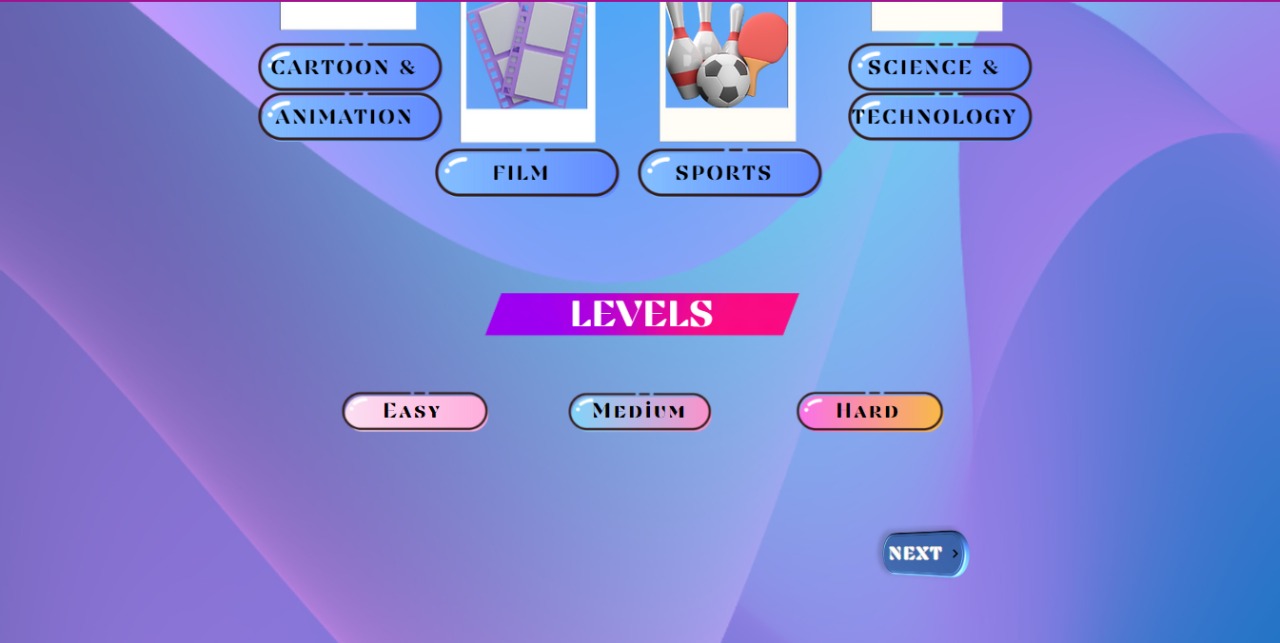 CARTOON &
ANIMATION
FILM
SPORTS
SCIENCE &
TECHNOLOGY
LEVELS
Easy
Medium
Hard
NEXT ›